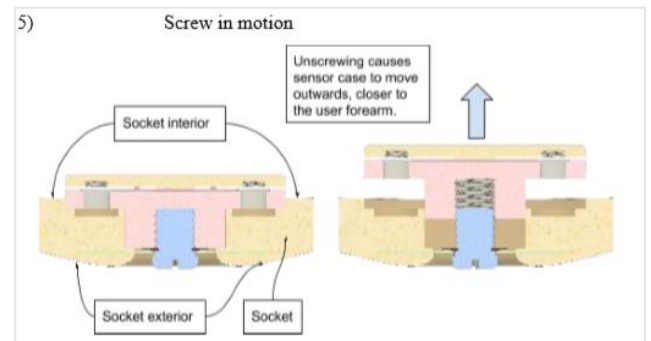 5) Screw in motion
Unscrewing causes
sensor case to move
outwards, closer to
the user forearm.
Socket interior
Socket exterior
Socket